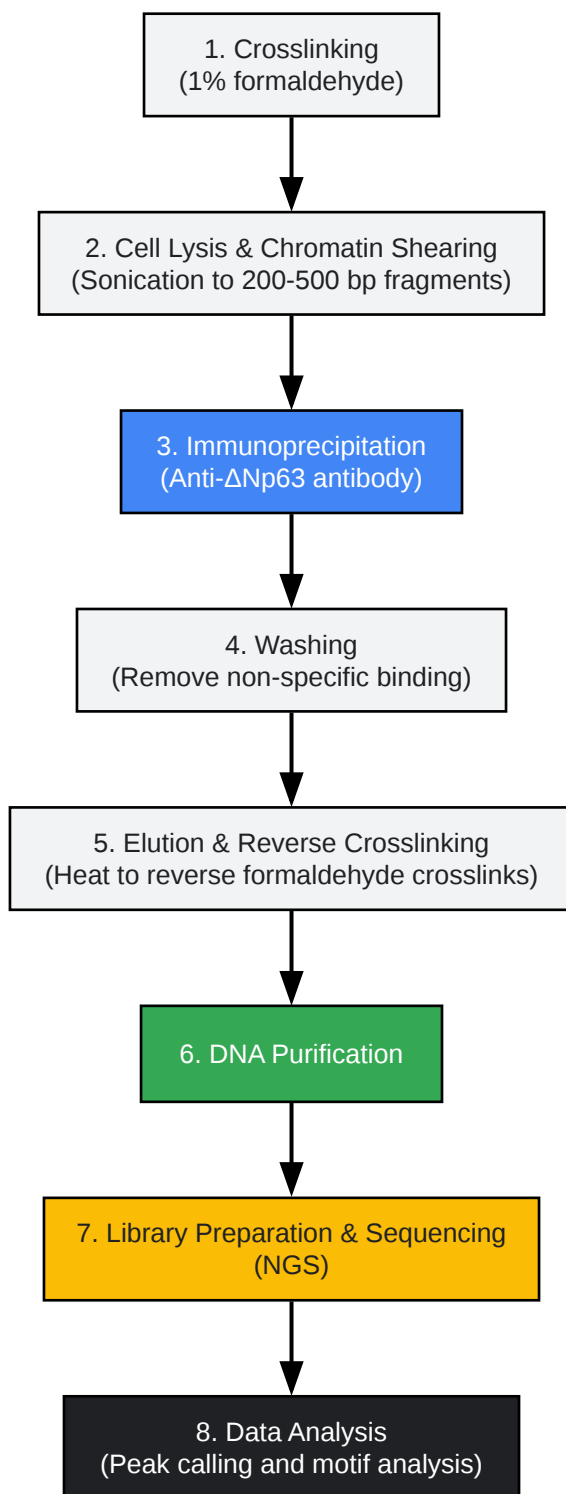 1. Crosslinking
(1% formaldehyde)
2. Cell Lysis & Chromatin Shearing
(Sonication to 200-500 bp fragments)
3. Immunoprecipitation
(Anti-ΔNp63 antibody)
4. Washing
(Remove non-specific binding)
5. Elution & Reverse Crosslinking
(Heat to reverse formaldehyde crosslinks)
6. DNA Purification
7. Library Preparation & Sequencing
(NGS)
8. Data Analysis
(Peak calling and motif analysis)